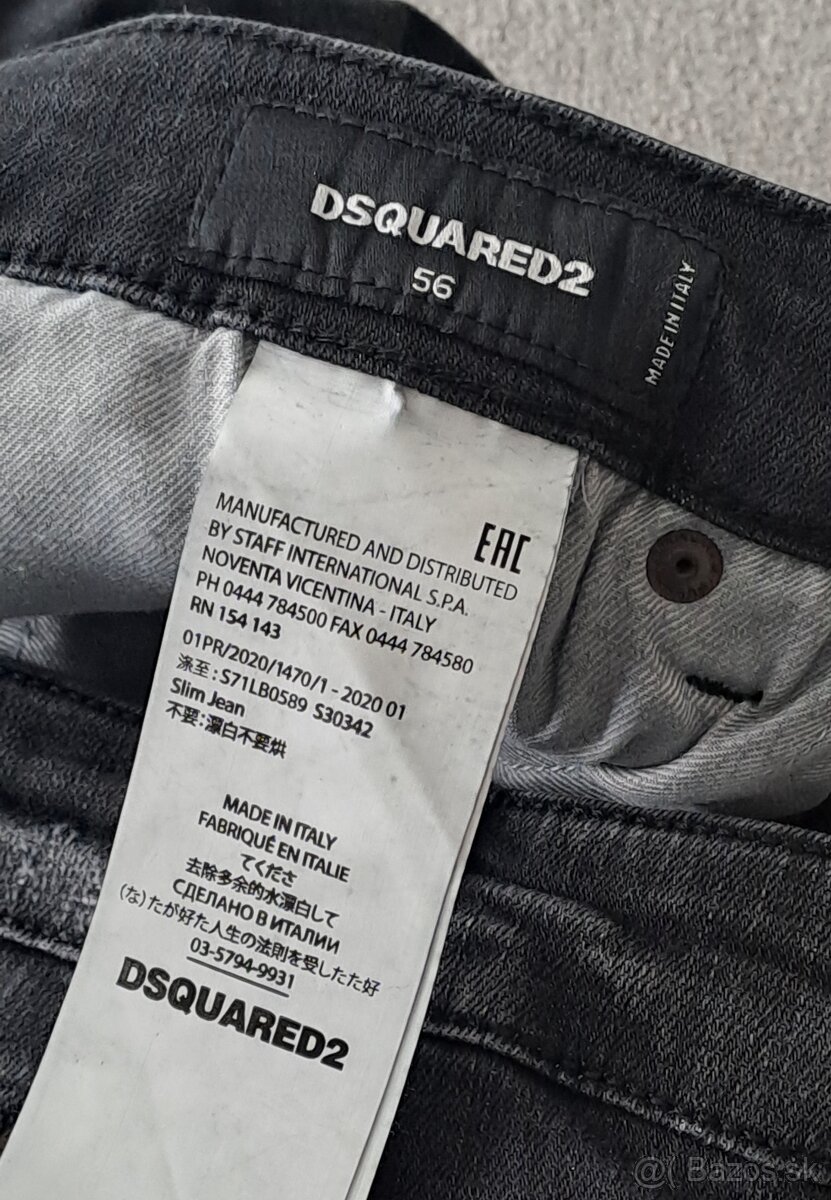 DSQUARED2
56
MADE IN ITALY
EAC
MANUFACTURED AND DISTRIBUTED
BY STAFF INTERNATIONAL S.P.A.
NOVENTA VICENTINA - ITALY
PH 0444 784500 FAX 0444 784580
RN 154 143
01PR/2020/1470/1 - 2020 01
涤至: S71LB0589 S30342
Slim Jean
不要:漂白不要烘
MADE IN ITALY
FABRIQUÉ EN ITALIE
てくださ
去除多余的水漂白して
СДЕЛАНО В ИТАЛИИ
(な)たが好た人生の法則を受したた好
03-5794-9931
DSQUARED2
Bazos.sk